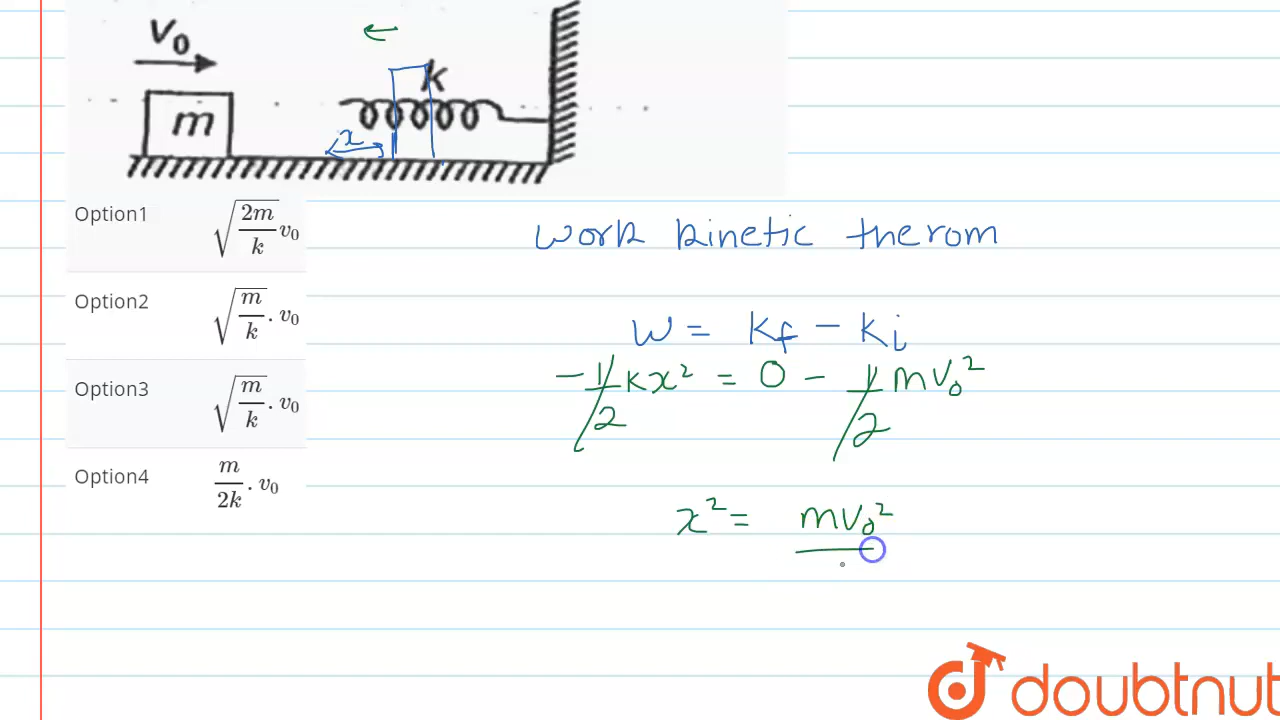 V₀
m
k
x
Option1 √(2m/k) v₀
Option2 √(m/k) . v₀
Option3 √(m/k) . v₀
Option4 m/2k . v₀
work kinetic therom
W = Kf - Ki
-1/2 kx² = 0 - 1/2 mv₀²
x² = mv₀²
doubtnut